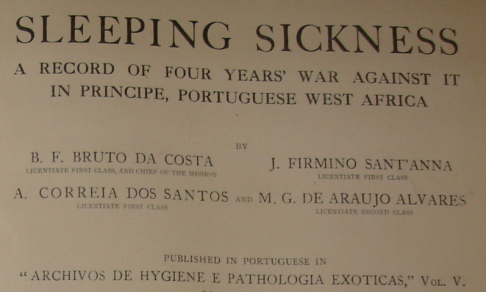 SLEEPING SICKNESS
A RECORD OF FOUR YEARS' WAR AGAINST IT
IN PRINCIPE, PORTUGUESE WEST AFRICA
BY
B. F. BRUTO DA COSTA
LICENTIATE FIRST CLASS, AND CHIEF OF THE MISSION
J. FIRMINO SANT'ANNA
LICENTIATE FIRST CLASS
A. CORREIA DOS SANTOS AND M. G. DE ARAUJO ALVARES
LICENTIATE FIRST CLASS
LICENTIATE SECOND CLASS
PUBLISHED IN PORTUGUESE IN
"ARCHIVOS DE HYGIENE E PATHOLOGIA EXOTICAS," VOL. V.